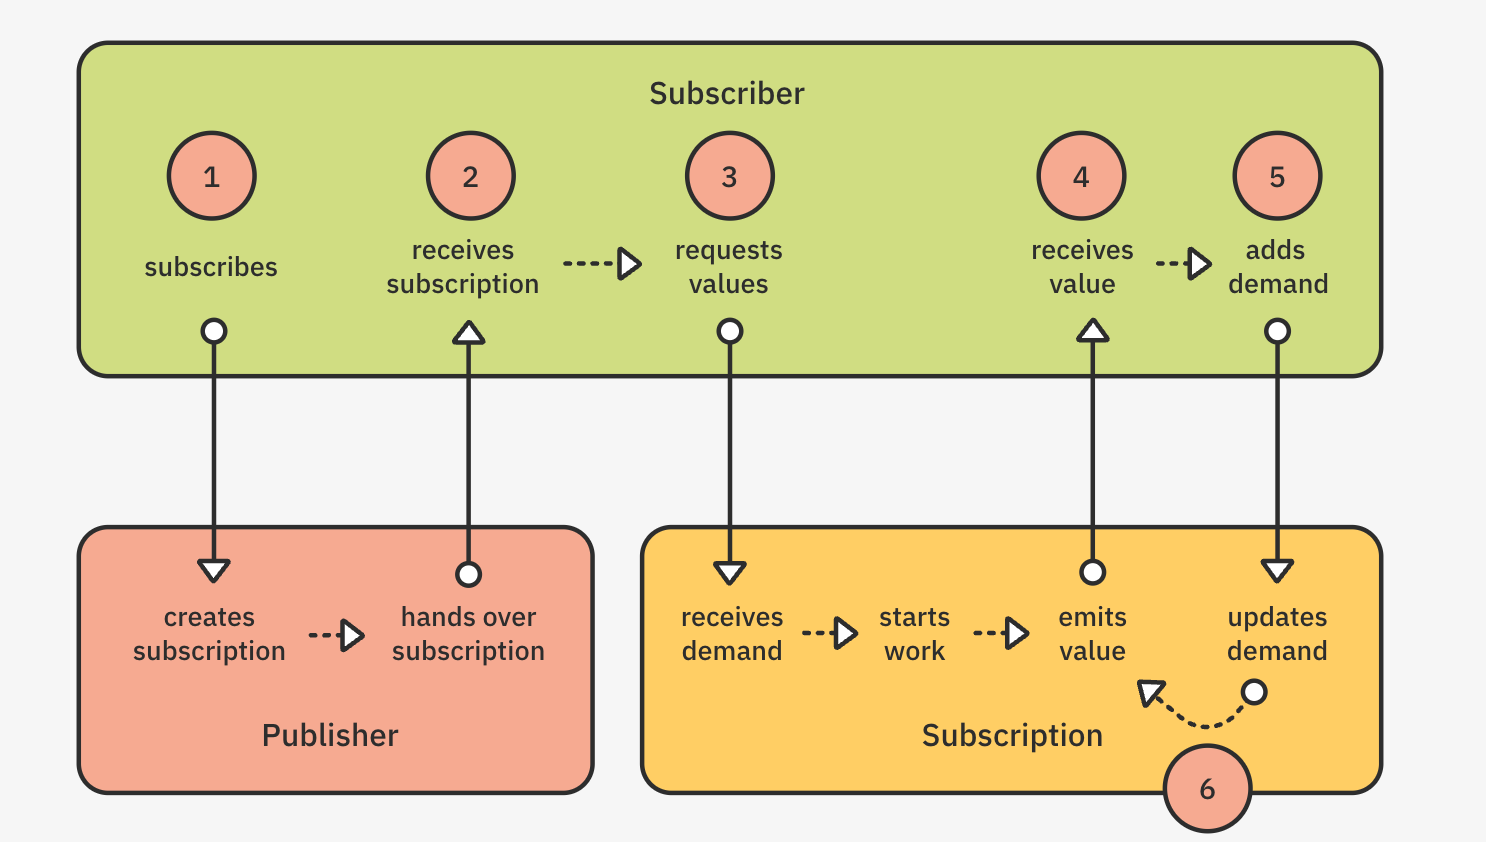 Subscriber
1
2
3
4
5
subscribes
receives
subscription
requests
values
receives
value
adds
demand
creates
subscription
hands over
subscription
Publisher
receives
demand
starts
work
emits
value
updates
demand
Subscription
6